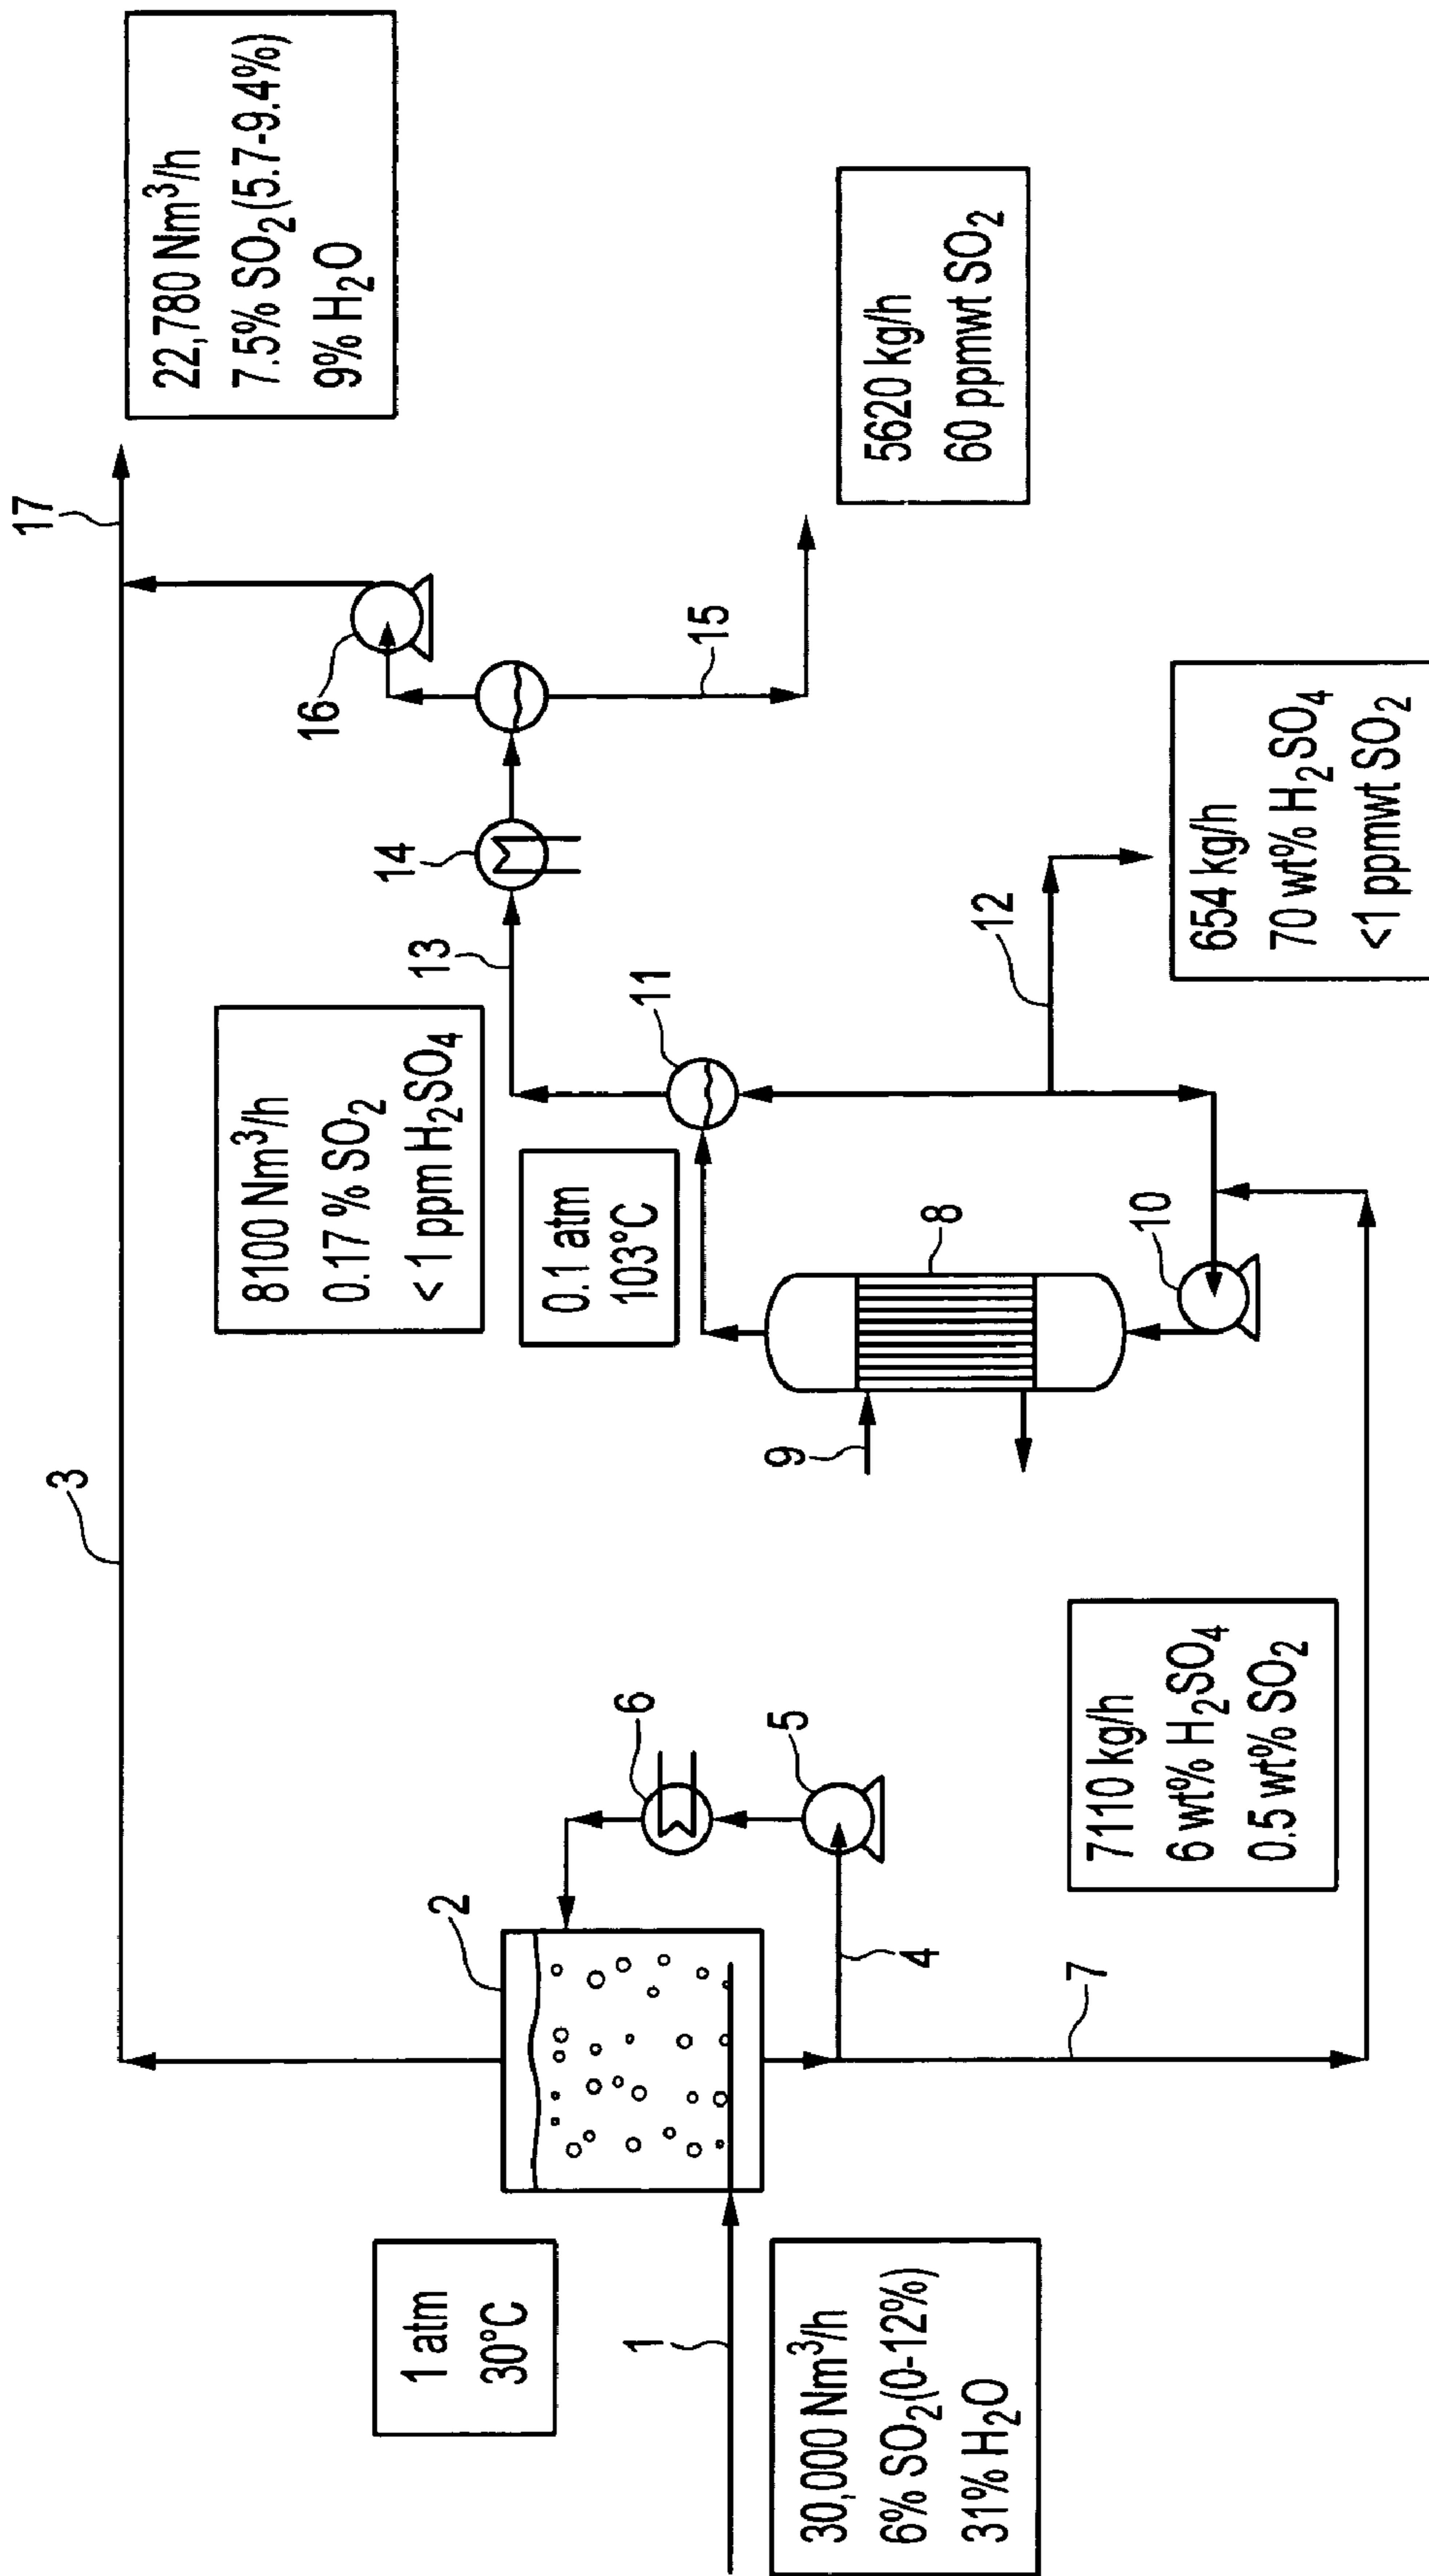 22,780 Nm³/h
7.5% SO₂(5.7-9.4%)
9% H₂O
17
3
16
15
5620 kg/h
60 ppmwt SO₂
14
13
8100 Nm³/h
0.17 % SO₂
< 1 ppm H₂SO₄
11
12
0.1 atm
103°C
654 kg/h
70 wt% H₂SO₄
<1 ppmwt SO₂
8
10
9
6
5
7110 kg/h
6 wt% H₂SO₄
0.5 wt% SO₂
2
4
7
1 atm
30°C
1
30,000 Nm³/h
6% SO₂(0-12%)
31% H₂O